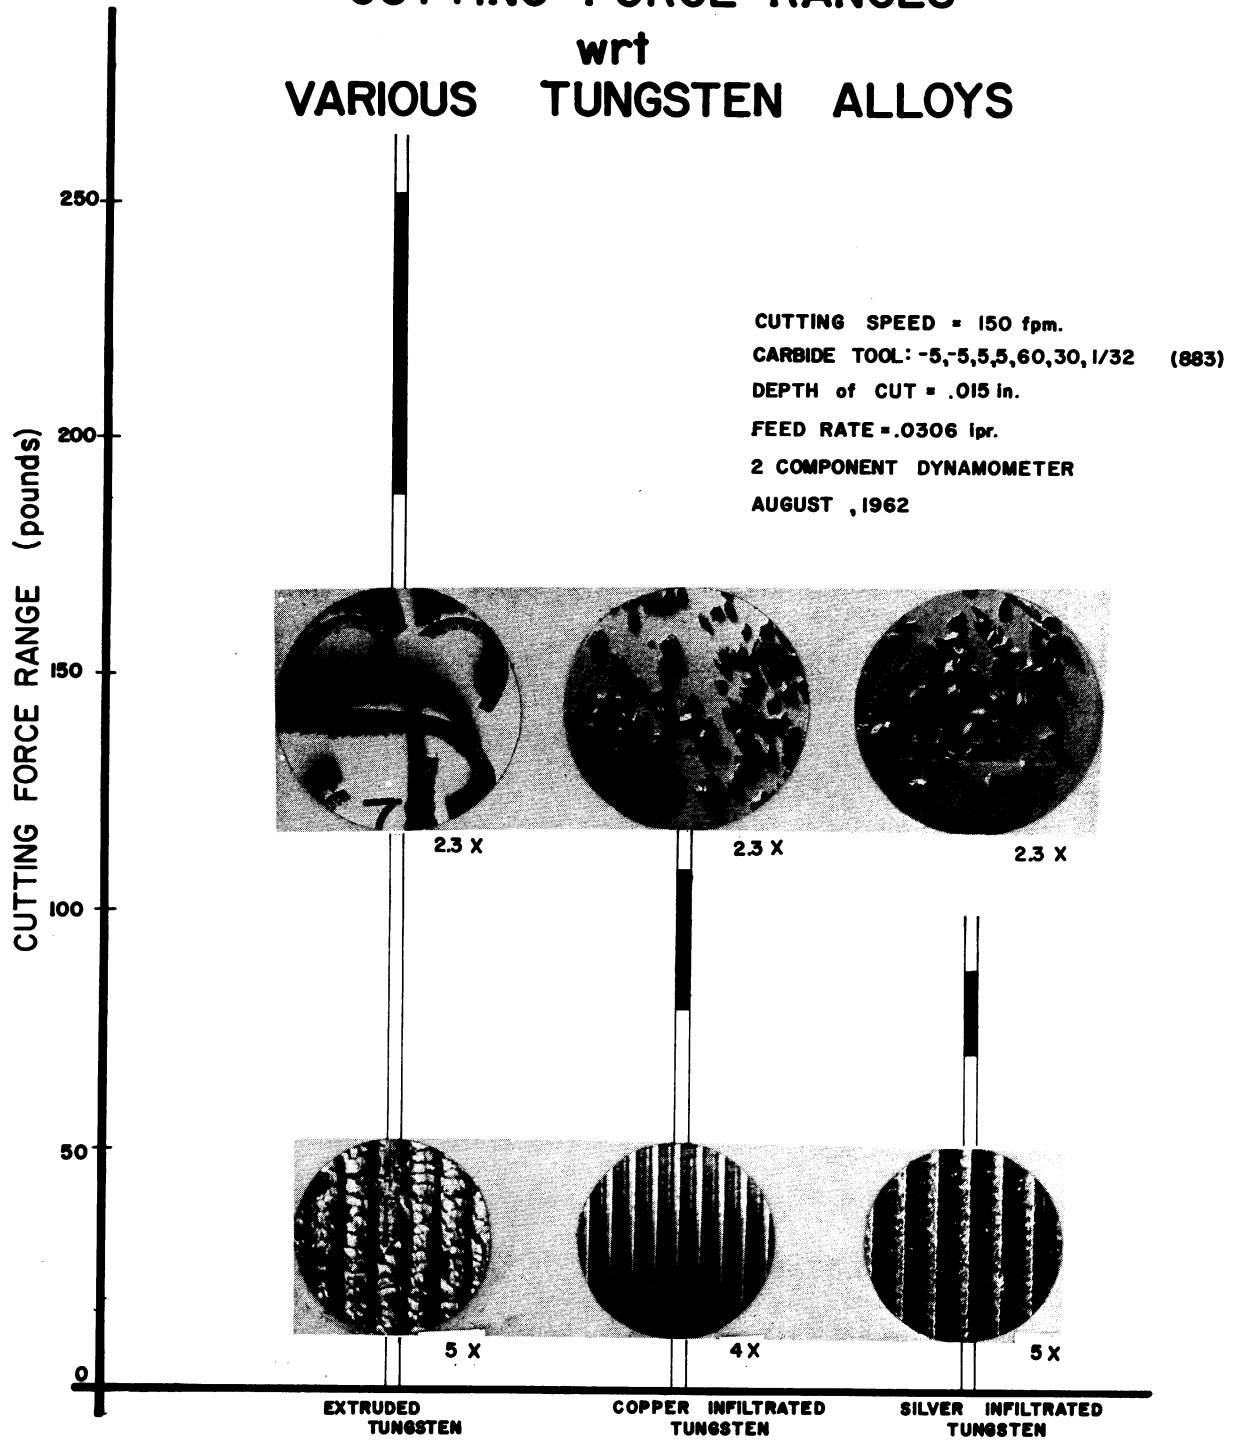 CUTTING FORCE RANGES
wrt
VARIOUS TUNGSTEN ALLOYS
250
CUTTING SPEED = 150 fpm.
CARBIDE TOOL: -5,-5,5,5,60,30,1/32 (883)
DEPTH of CUT = .015 in.
200
FEED RATE = .0306 ipr.
2 COMPONENT DYNAMOMETER
AUGUST , 1962
CUTTING FORCE RANGE (pounds)
150
2.3 X
2.3 X
2.3 X
100
50
5 X
4 X
5 X
0
EXTRUDED
TUNGSTEN
COPPER INFILTRATED
TUNGSTEN
SILVER INFILTRATED
TUNGSTEN